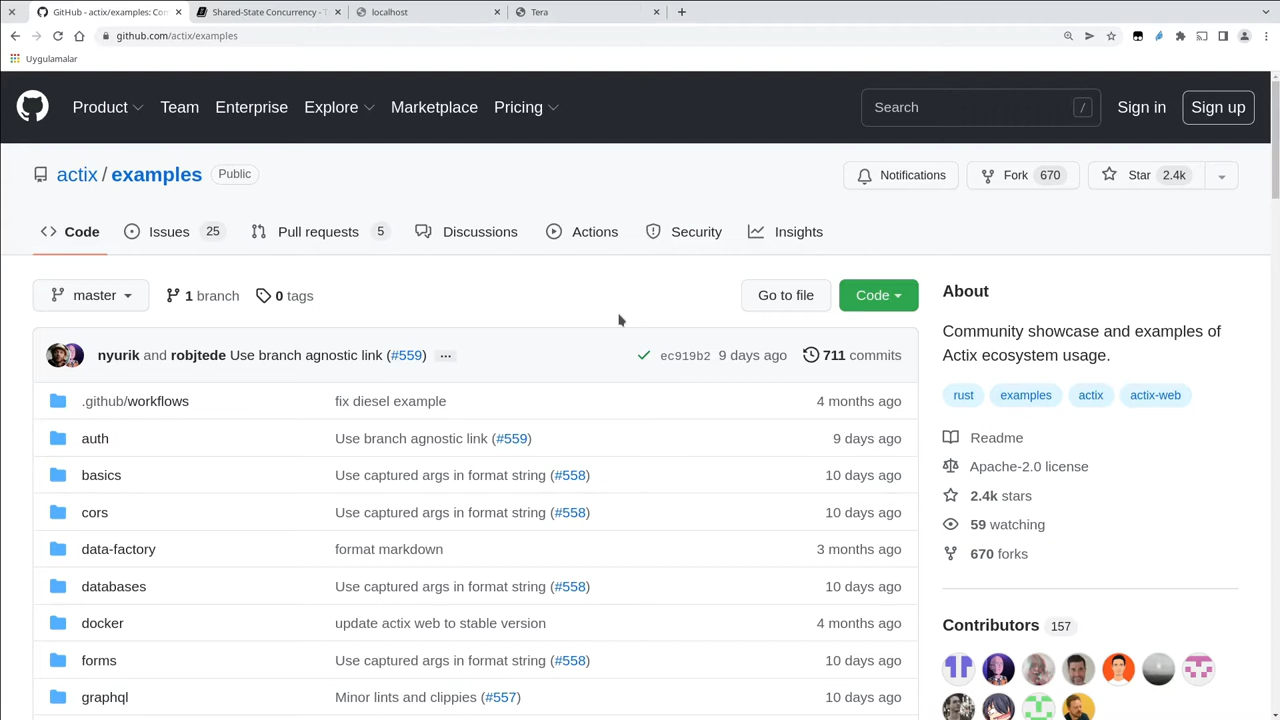 GitHub - actix/examples: Com
Shared-State Concurrency - T
localhost
Tera
github.com/actix/examples
Uygulamalar
Product
Team
Enterprise
Explore
Marketplace
Pricing
Search
/
Sign in
Sign up
actix / examples
Public
Notifications
Fork 670
Star 2.4k
Code
Issues 25
Pull requests 5
Discussions
Actions
Security
Insights
master
1 branch
0 tags
Go to file
Code
nyurik and robjtede Use branch agnostic link (#559) ...
ec919b2 9 days ago
711 commits
.github/workflows fix diesel example 4 months ago
auth Use branch agnostic link (#559) 9 days ago
basics Use captured args in format string (#558) 10 days ago
cors Use captured args in format string (#558) 10 days ago
data-factory format markdown 3 months ago
databases Use captured args in format string (#558) 10 days ago
docker update actix web to stable version 4 months ago
forms Use captured args in format string (#558) 10 days ago
graphql Minor lints and clippies (#557) 10 days ago
About
Community showcase and examples of
Actix ecosystem usage.
rust examples actix actix-web
Readme
Apache-2.0 license
2.4k stars
59 watching
670 forks
Contributors 157